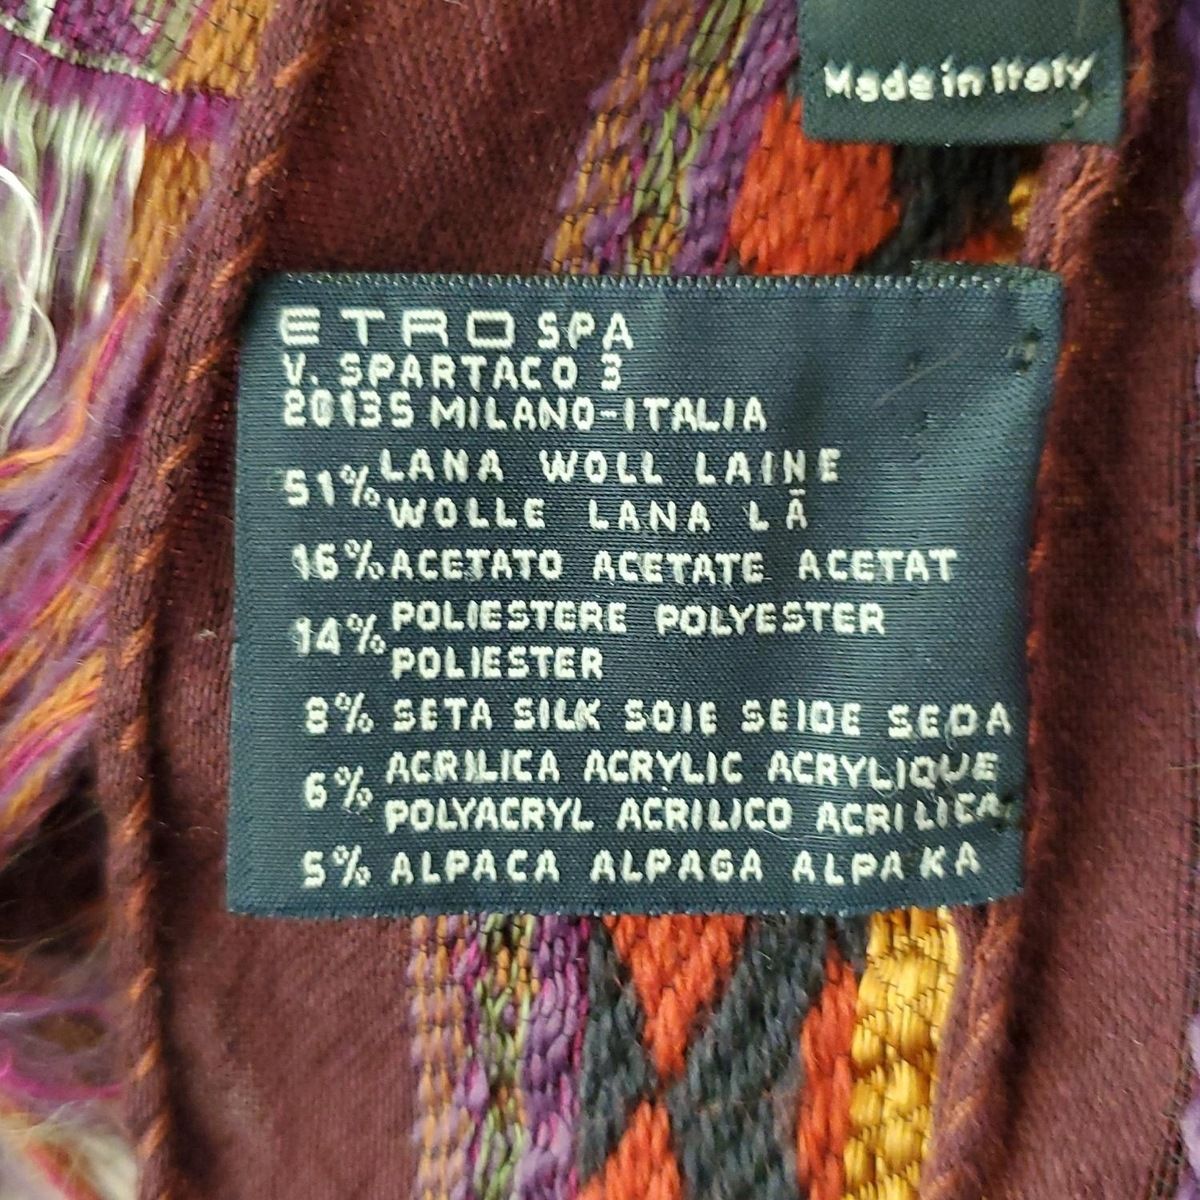 Made in Italy
ETRO SPA
V. SPARTACO 3
20135 MILANO-ITALIA
51% LANA WOLL LAINE
WOLLE LANA LÃ
16% ACETATO ACETATE ACETAT
14% POLIESTERE POLYESTER
POLIESTER
8% SETA SILK SOIE SEIDE SEDA
6% ACRILICA ACRYLIC ACRYLIQUE
POLYACRYL ACRILICO ACRILICA
5% ALPACA ALPAGA ALPAKA